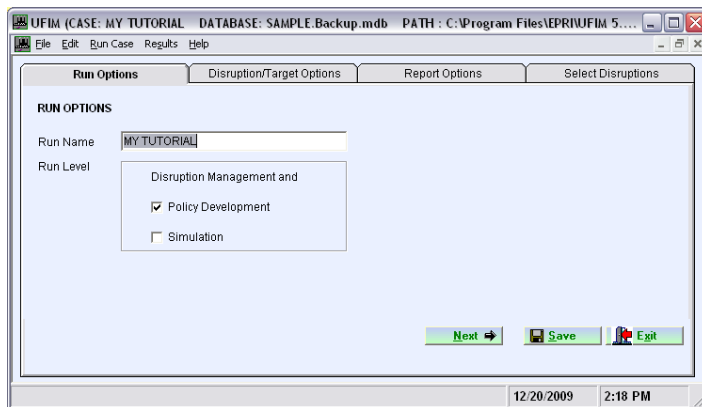 UFIM (CASE: MY TUTORIAL DATABASE: SAMPLE.Backup.mdb PATH : C:\Program Files\EPRI\UFIM 5....
File Edit Run Case Results Help
Run Options Disruption/Target Options Report Options Select Disruptions
RUN OPTIONS
Run Name MY TUTORIAL
Run Level Disruption Management and
Policy Development
Simulation
Next Save Exit
12/20/2009 2:18 PM